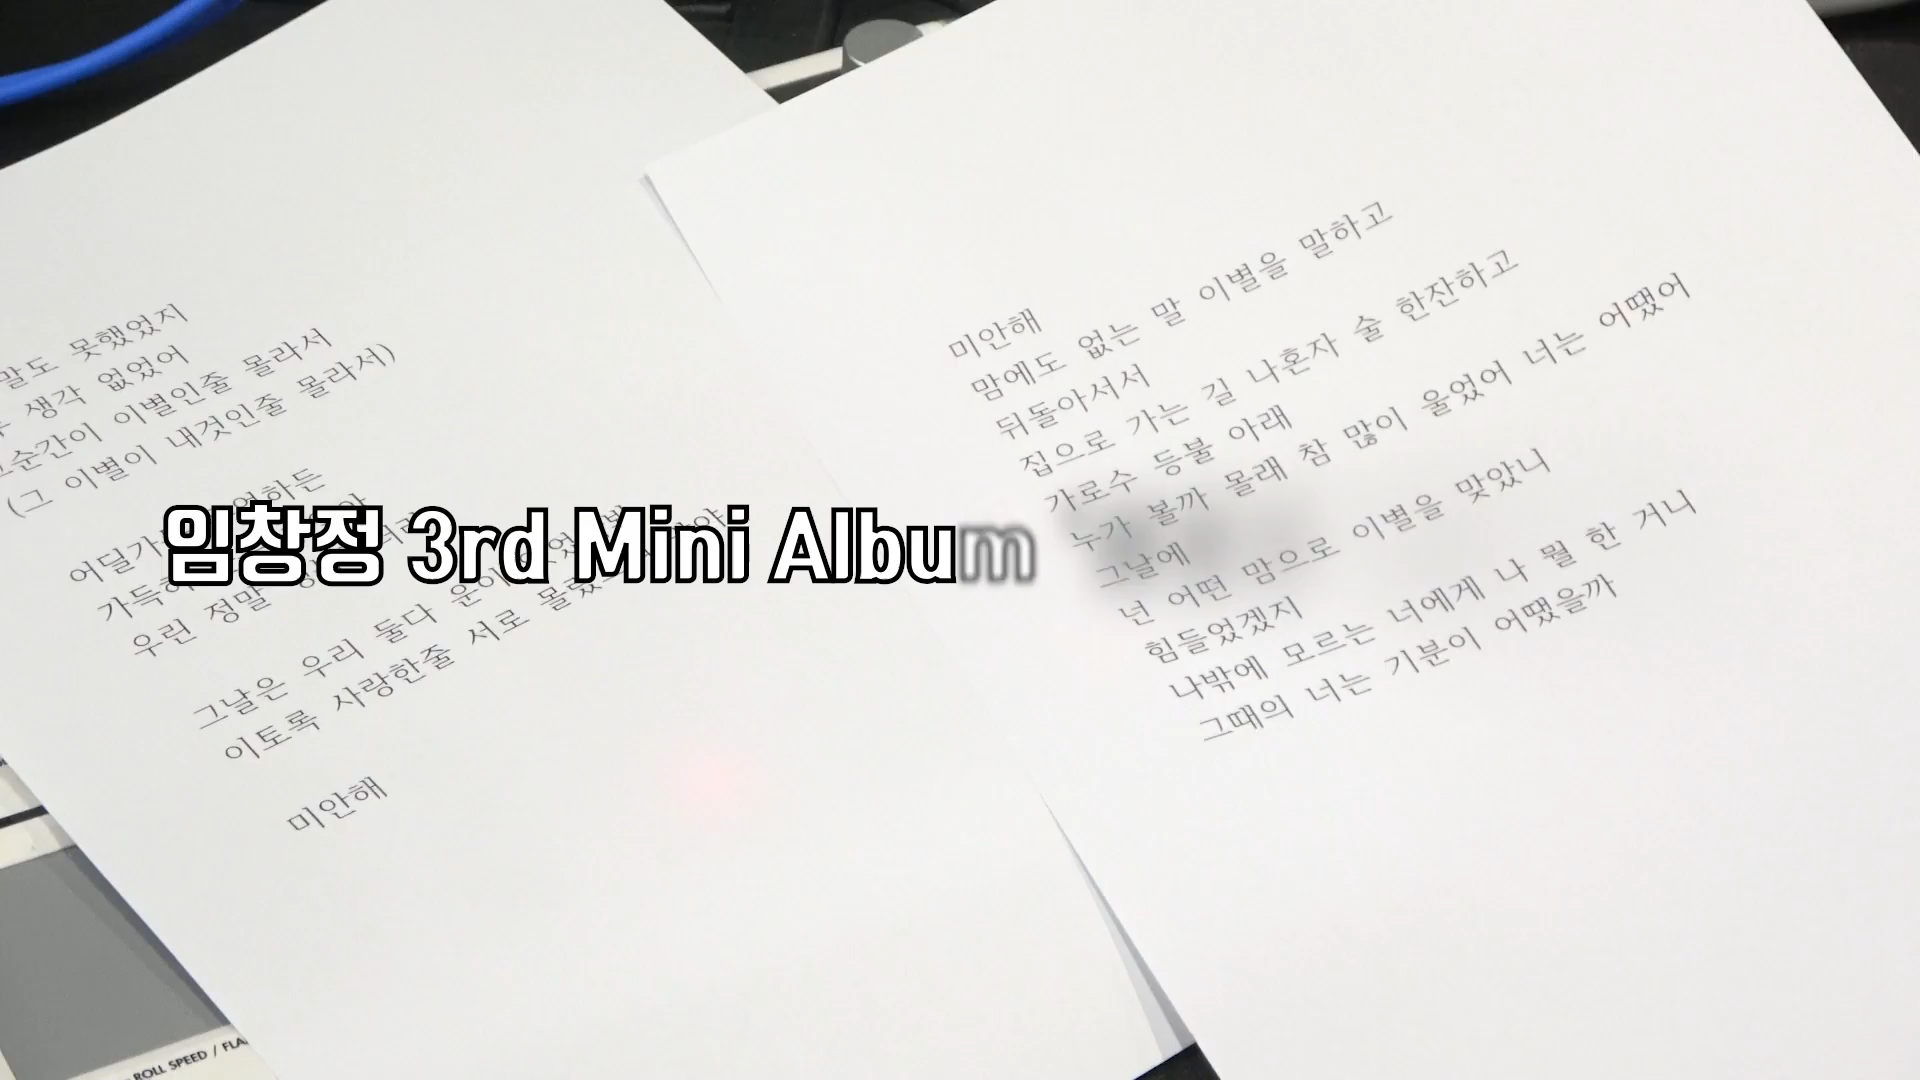 말도 못했었지
생각 없었어
순간이 이별인줄 몰라서
(그 이별이 내것인줄 몰라서)
어딜가
가득
우린 정말
그날은 우리 둘다 운이
이토록 사랑한줄 서로 몰랐
미안해
임창정 3rd Mini Album
미안해
맘에도 없는 말 이별을 말하고
뒤돌아서서
집으로 가는 길 나혼자 술 한잔하고
가로수 등불 아래
누가 볼까 몰래 참 많이 울었어 너는 어땠어
그날에
넌 어떤 맘으로 이별을 맞았니
힘들었겠지
나밖에 모르는 너에게 나 뭘 한 거니
그때의 너는 기분이 어땠을까
ROLL SPEED / FLA